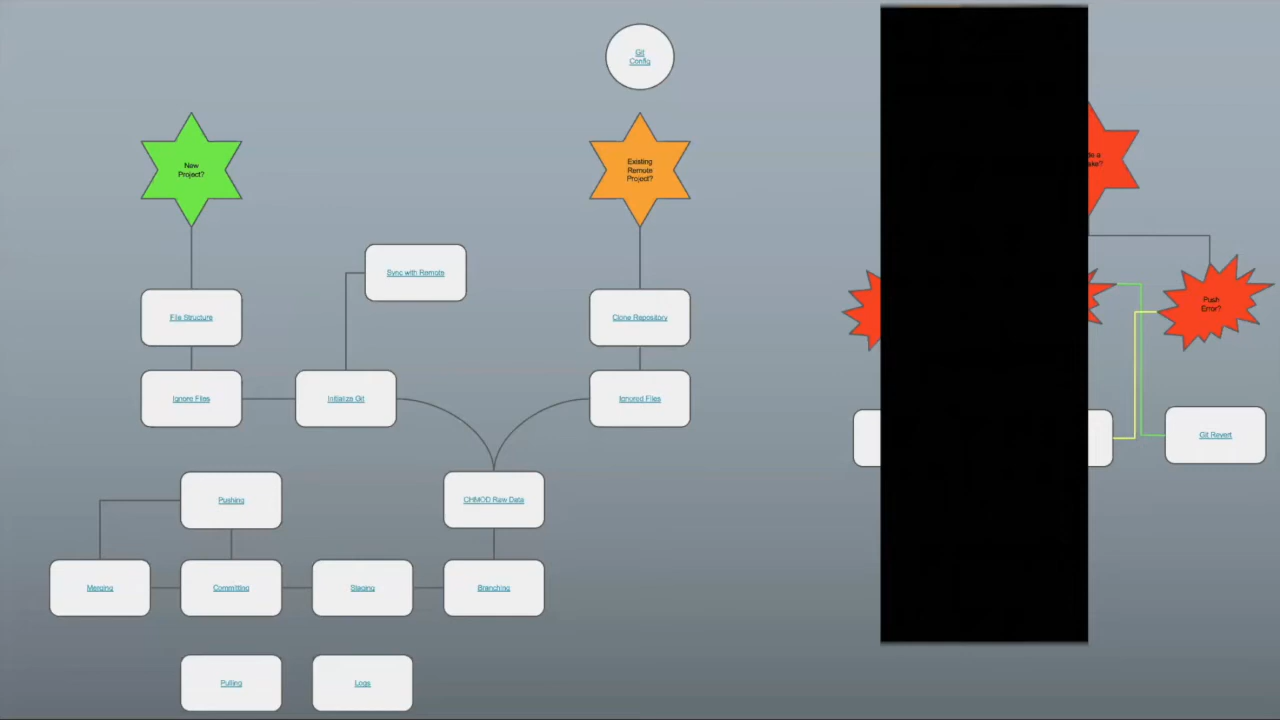 Git
Config
New
Project?
Existing
Remote
Project?
Sync with Remote
File Structure
Clone Repository
Push
Error?
Ignore Files
Initialize Git
Ignored Files
Git Revert
Pushing
CHMOD Raw Data
Merging
Committing
Staging
Branching
Pulling
Logs